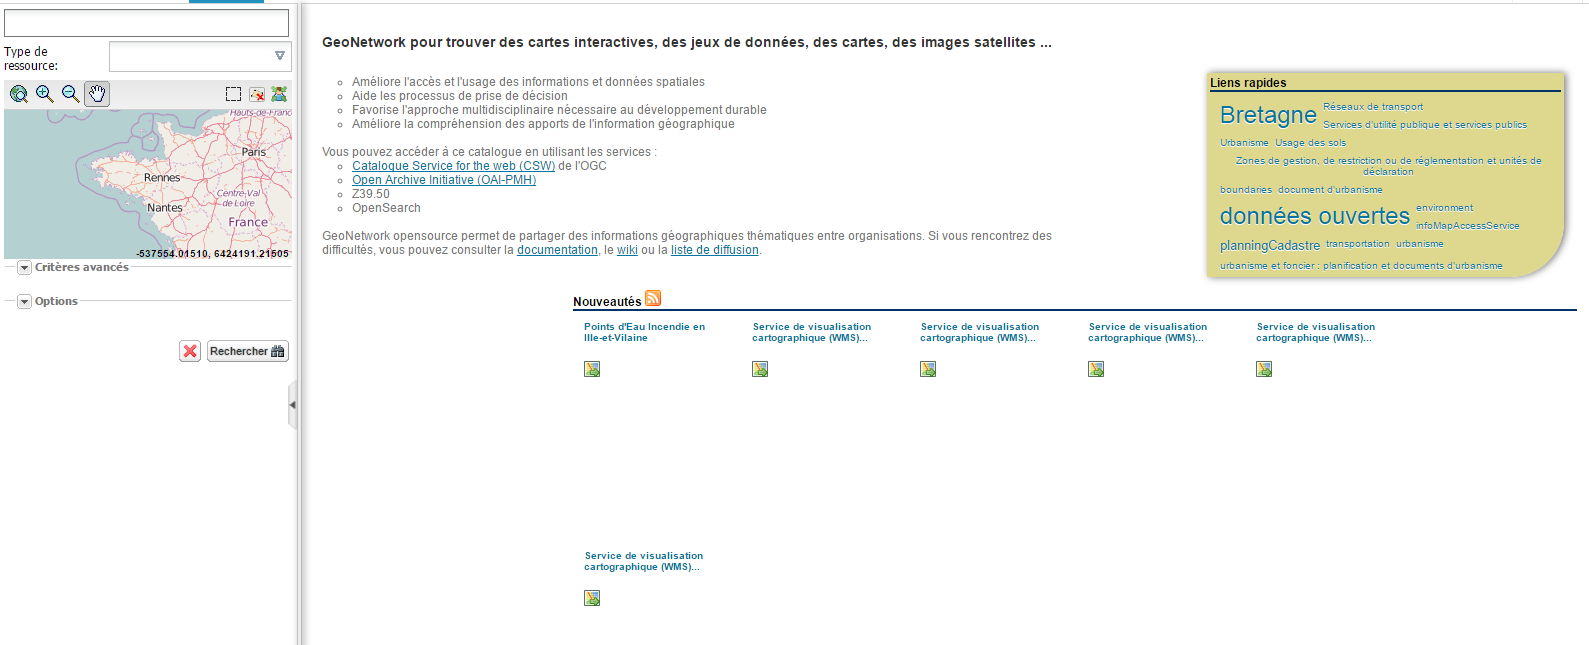 Type de
ressource:
Hauts-de-Franc
Paris
Rennes
Centre-Val
de Loire
Nantes
France
-537554.01510, 6424191.21505
Critères avancés
Options
Rechercher
GeoNetwork pour trouver des cartes interactives, des jeux de données, des cartes, des images satellites ...
Améliore l'accès et l'usage des informations et données spatiales
Aide les processus de prise de décision
Favorise l'approche multidisciplinaire nécessaire au développement durable
Améliore la compréhension des apports de l'information géographique
Vous pouvez accéder á ce catalogue en utilisant les services :
Catalogue Service for the web (CSW) de l'OGC
Open Archive Initiative (OAI-PMH)
Z39.50
OpenSearch
GeoNetwork opensource permet de partager des informations géographiques thématiques entre organisations. Si vous rencontrez des
difficultés, vous pouvez consulter la documentation, le wiki ou la liste de diffusion.
Liens rapides
Bretagne Réseaux de transport
Services d'utilité publique et services publics
Urbanisme Usage des sols
Zones de gestion, de restriction ou de réglementation et unités de
déclaration
boundaries document d'urbanisme
données ouvertes environment
infoMapAccessService
planningCadastre transportation urbanisme
urbanisme et foncier : planification et documents d'urbanisme
Nouveautés
Points d'Eau Incendie en
Ille-et-Vilaine
Service de visualisation
cartographique (WMS)...
Service de visualisation
cartographique (WMS)...
Service de visualisation
cartographique (WMS)...
Service de visualisation
cartographique (WMS)...
Service de visualisation
cartographique (WMS)...